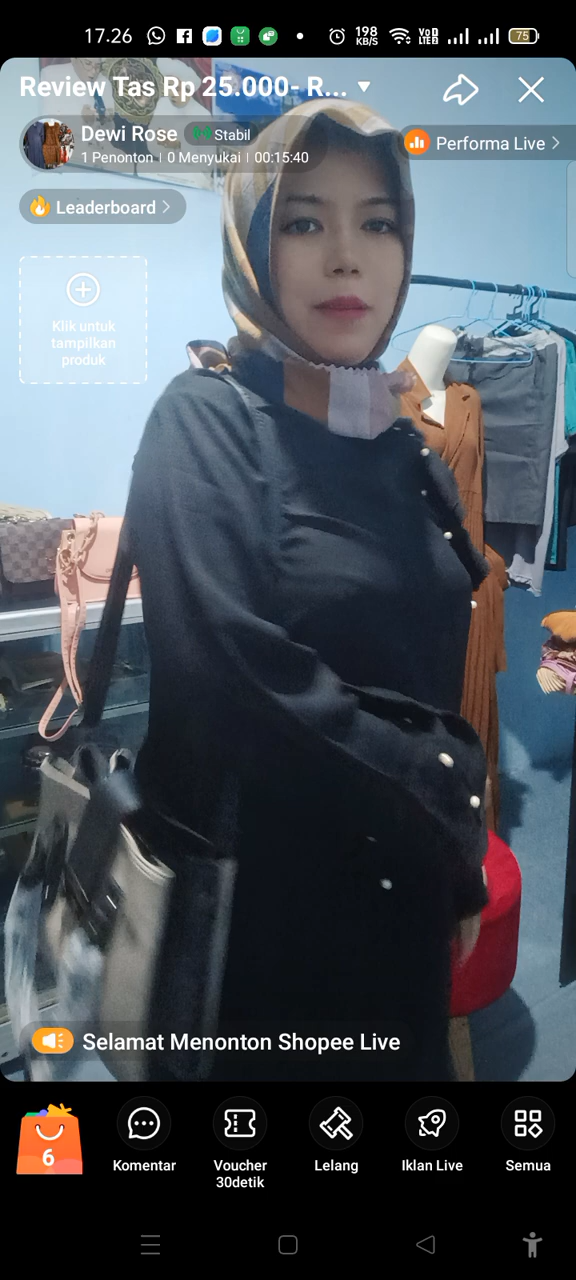 17.26
198
KB/S
VoD
LTE2
75
Review Tas Rp 25.000- R...
Dewi Rose
Stabil
1 Penonton | 0 Menyukai | 00:15:40
Performa Live
Leaderboard
Klik untuk
tampilkan
produk
Selamat Menonton Shopee Live
6
Komentar
Voucher
30detik
Lelang
Iklan Live
Semua